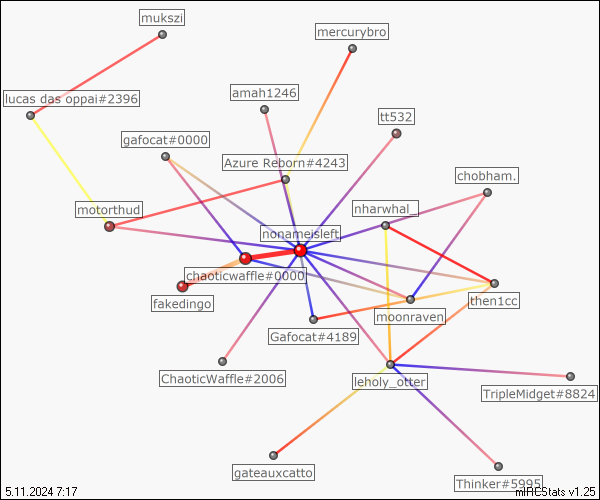 mukszi
mercurybro
lucas das oppai#2396
amah1246
tt532
gafocat#0000
Azure Reborn#4243
chobham.
motorthud
nharwhal_
nonameisleft
chaoticwaffle#0000
fakedingo
moonraven
then1cc
Gafocat#4189
ChaoticWaffle#2006
leholy_otter
TripleMidget#8824
gateauxcatto
Thinker#5995
5.11.2024 7:17
mIRCStats v1.25